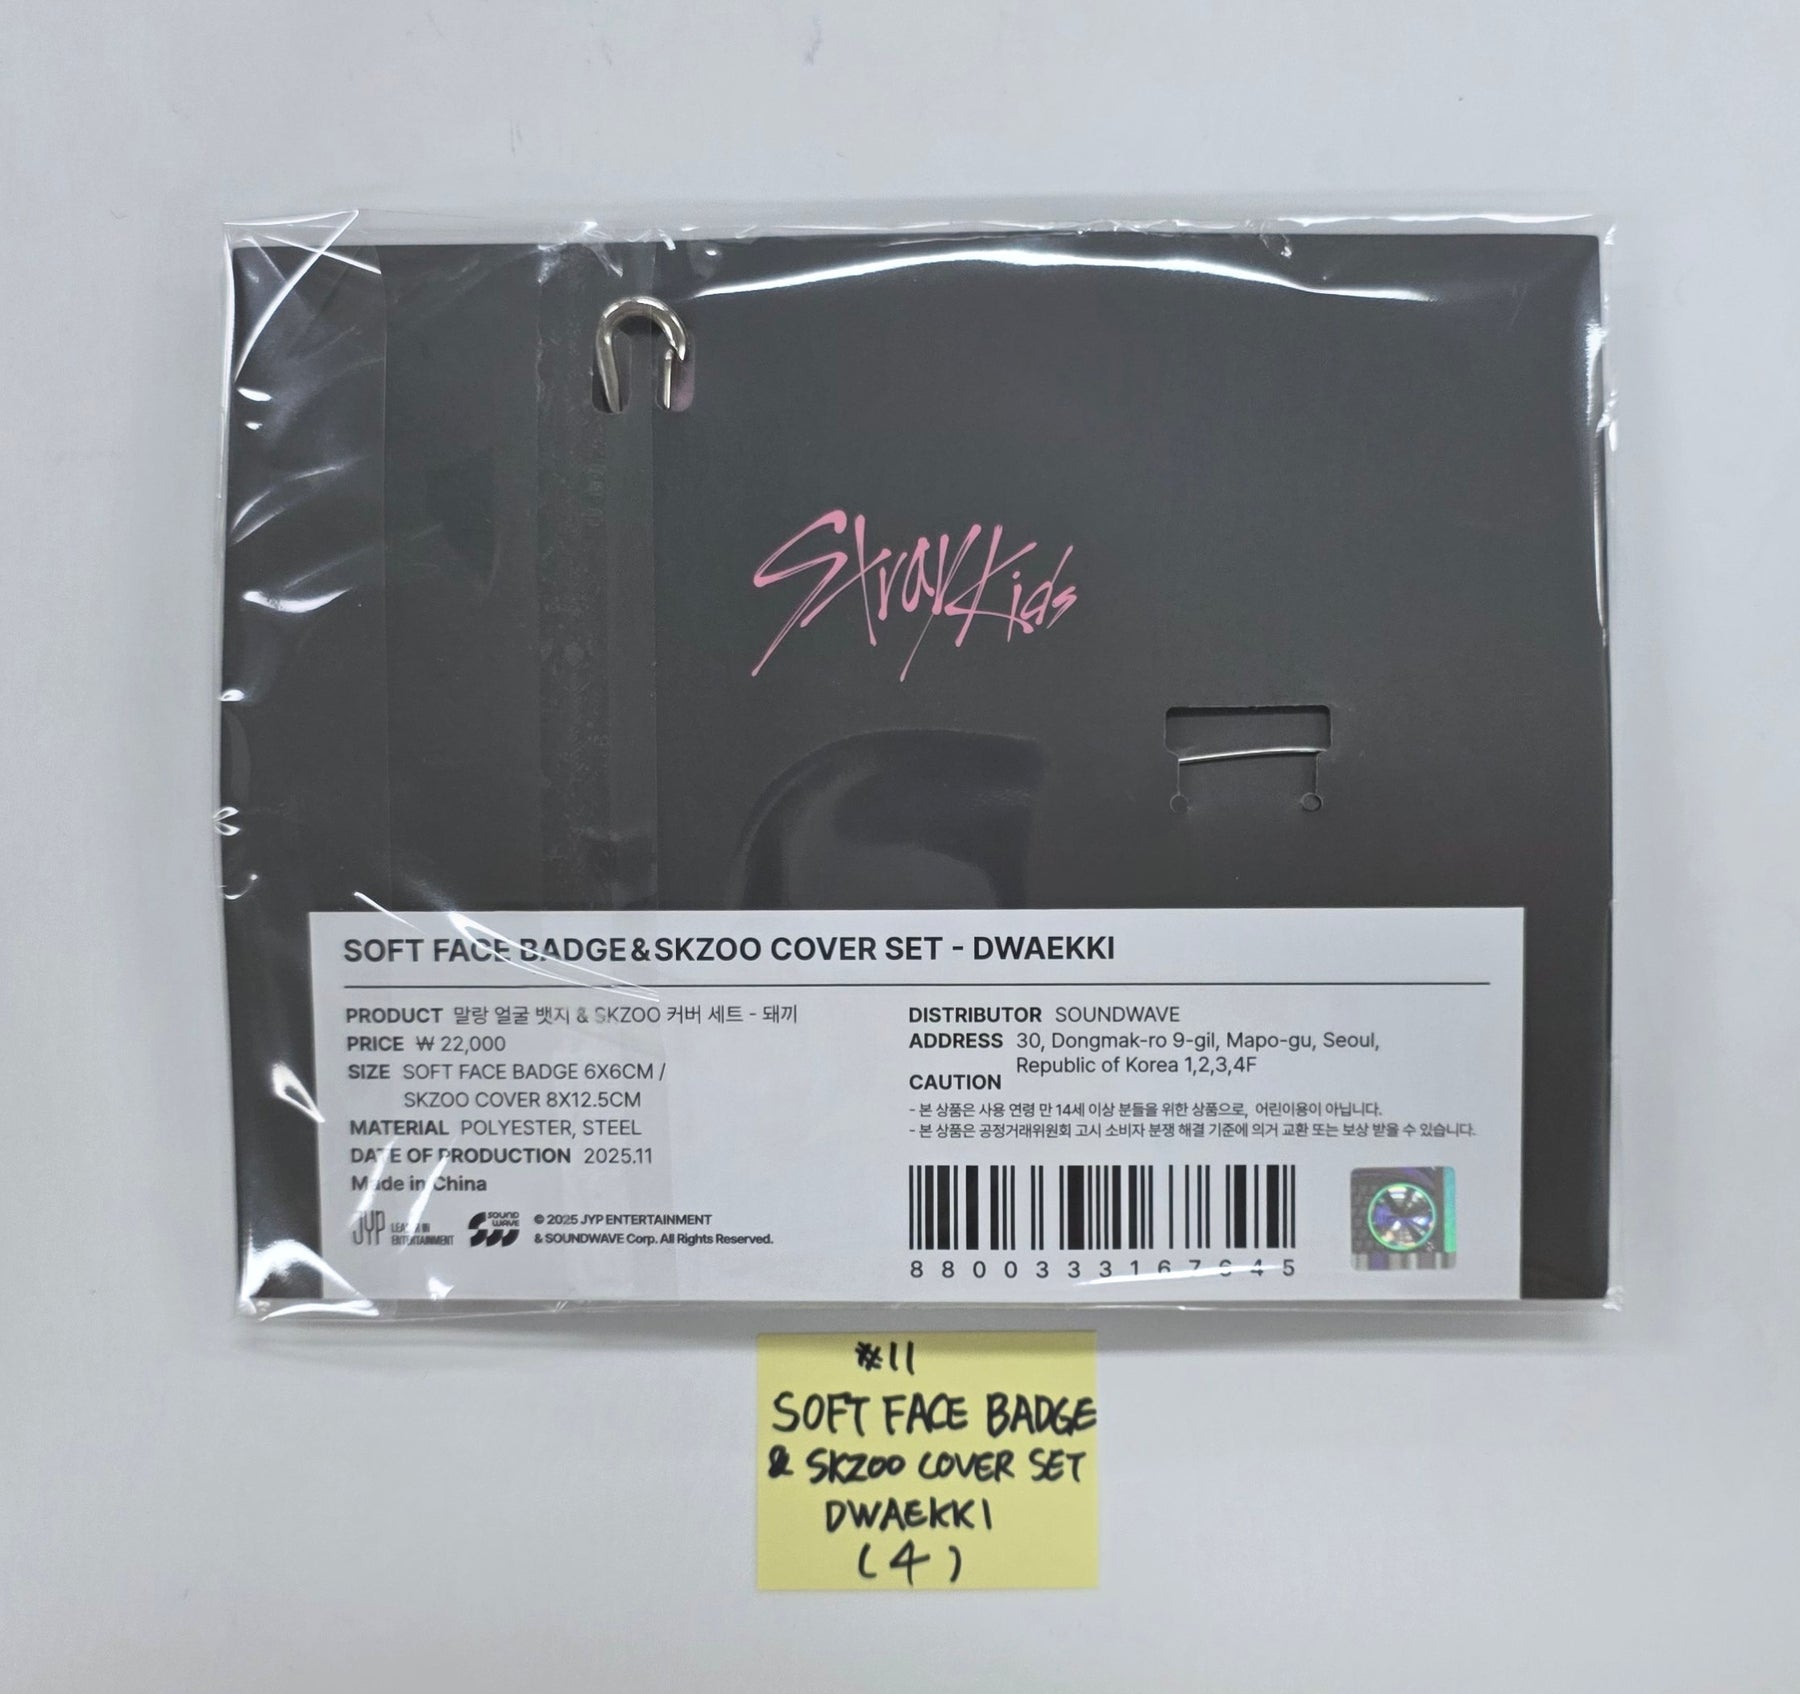 Stray Kids
SOFT FACE BADGE & SKZOO COVER SET - DWAEKKI
PRODUCT 말랑 얼굴 뱃지 & SKZOO 커버 세트 - 돼끼
PRICE ₩ 22,000
SIZE SOFT FACE BADGE 6X6CM /
SKZOO COVER 8X12.5CM
MATERIAL POLYESTER, STEEL
DATE OF PRODUCTION 2025.11
Made in China
JYP LEADER IN
ENTERTAINMENT
SOUND
WAVE
© 2025 JYP ENTERTAINMENT
& SOUNDWAVE Corp. All Rights Reserved.
DISTRIBUTOR SOUNDWAVE
ADDRESS 30, Dongmak-ro 9-gil, Mapo-gu, Seoul,
Republic of Korea 1,2,3,4F
CAUTION
- 본 상품은 사용 연령 만 14세 이상 분들을 위한 상품으로, 어린이용이 아닙니다.
- 본 상품은 공정거래위원회 고시 소비자 분쟁 해결 기준에 의거 교환 또는 보상 받을 수 있습니다.
#11
SOFT FACE BADGE
& SKZOO COVER SET
DWAEKKI
(4)